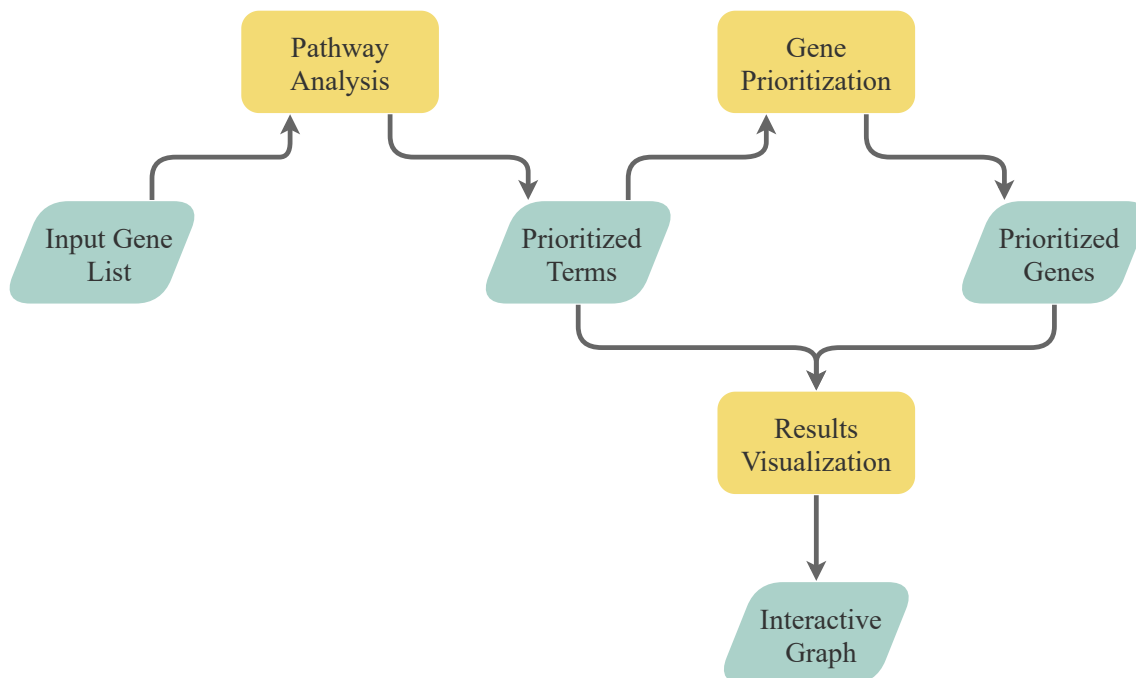 Pathway
Analysis
Gene
Prioritization
Input Gene
List
Prioritized
Terms
Prioritized
Genes
Results
Visualization
Interactive
Graph